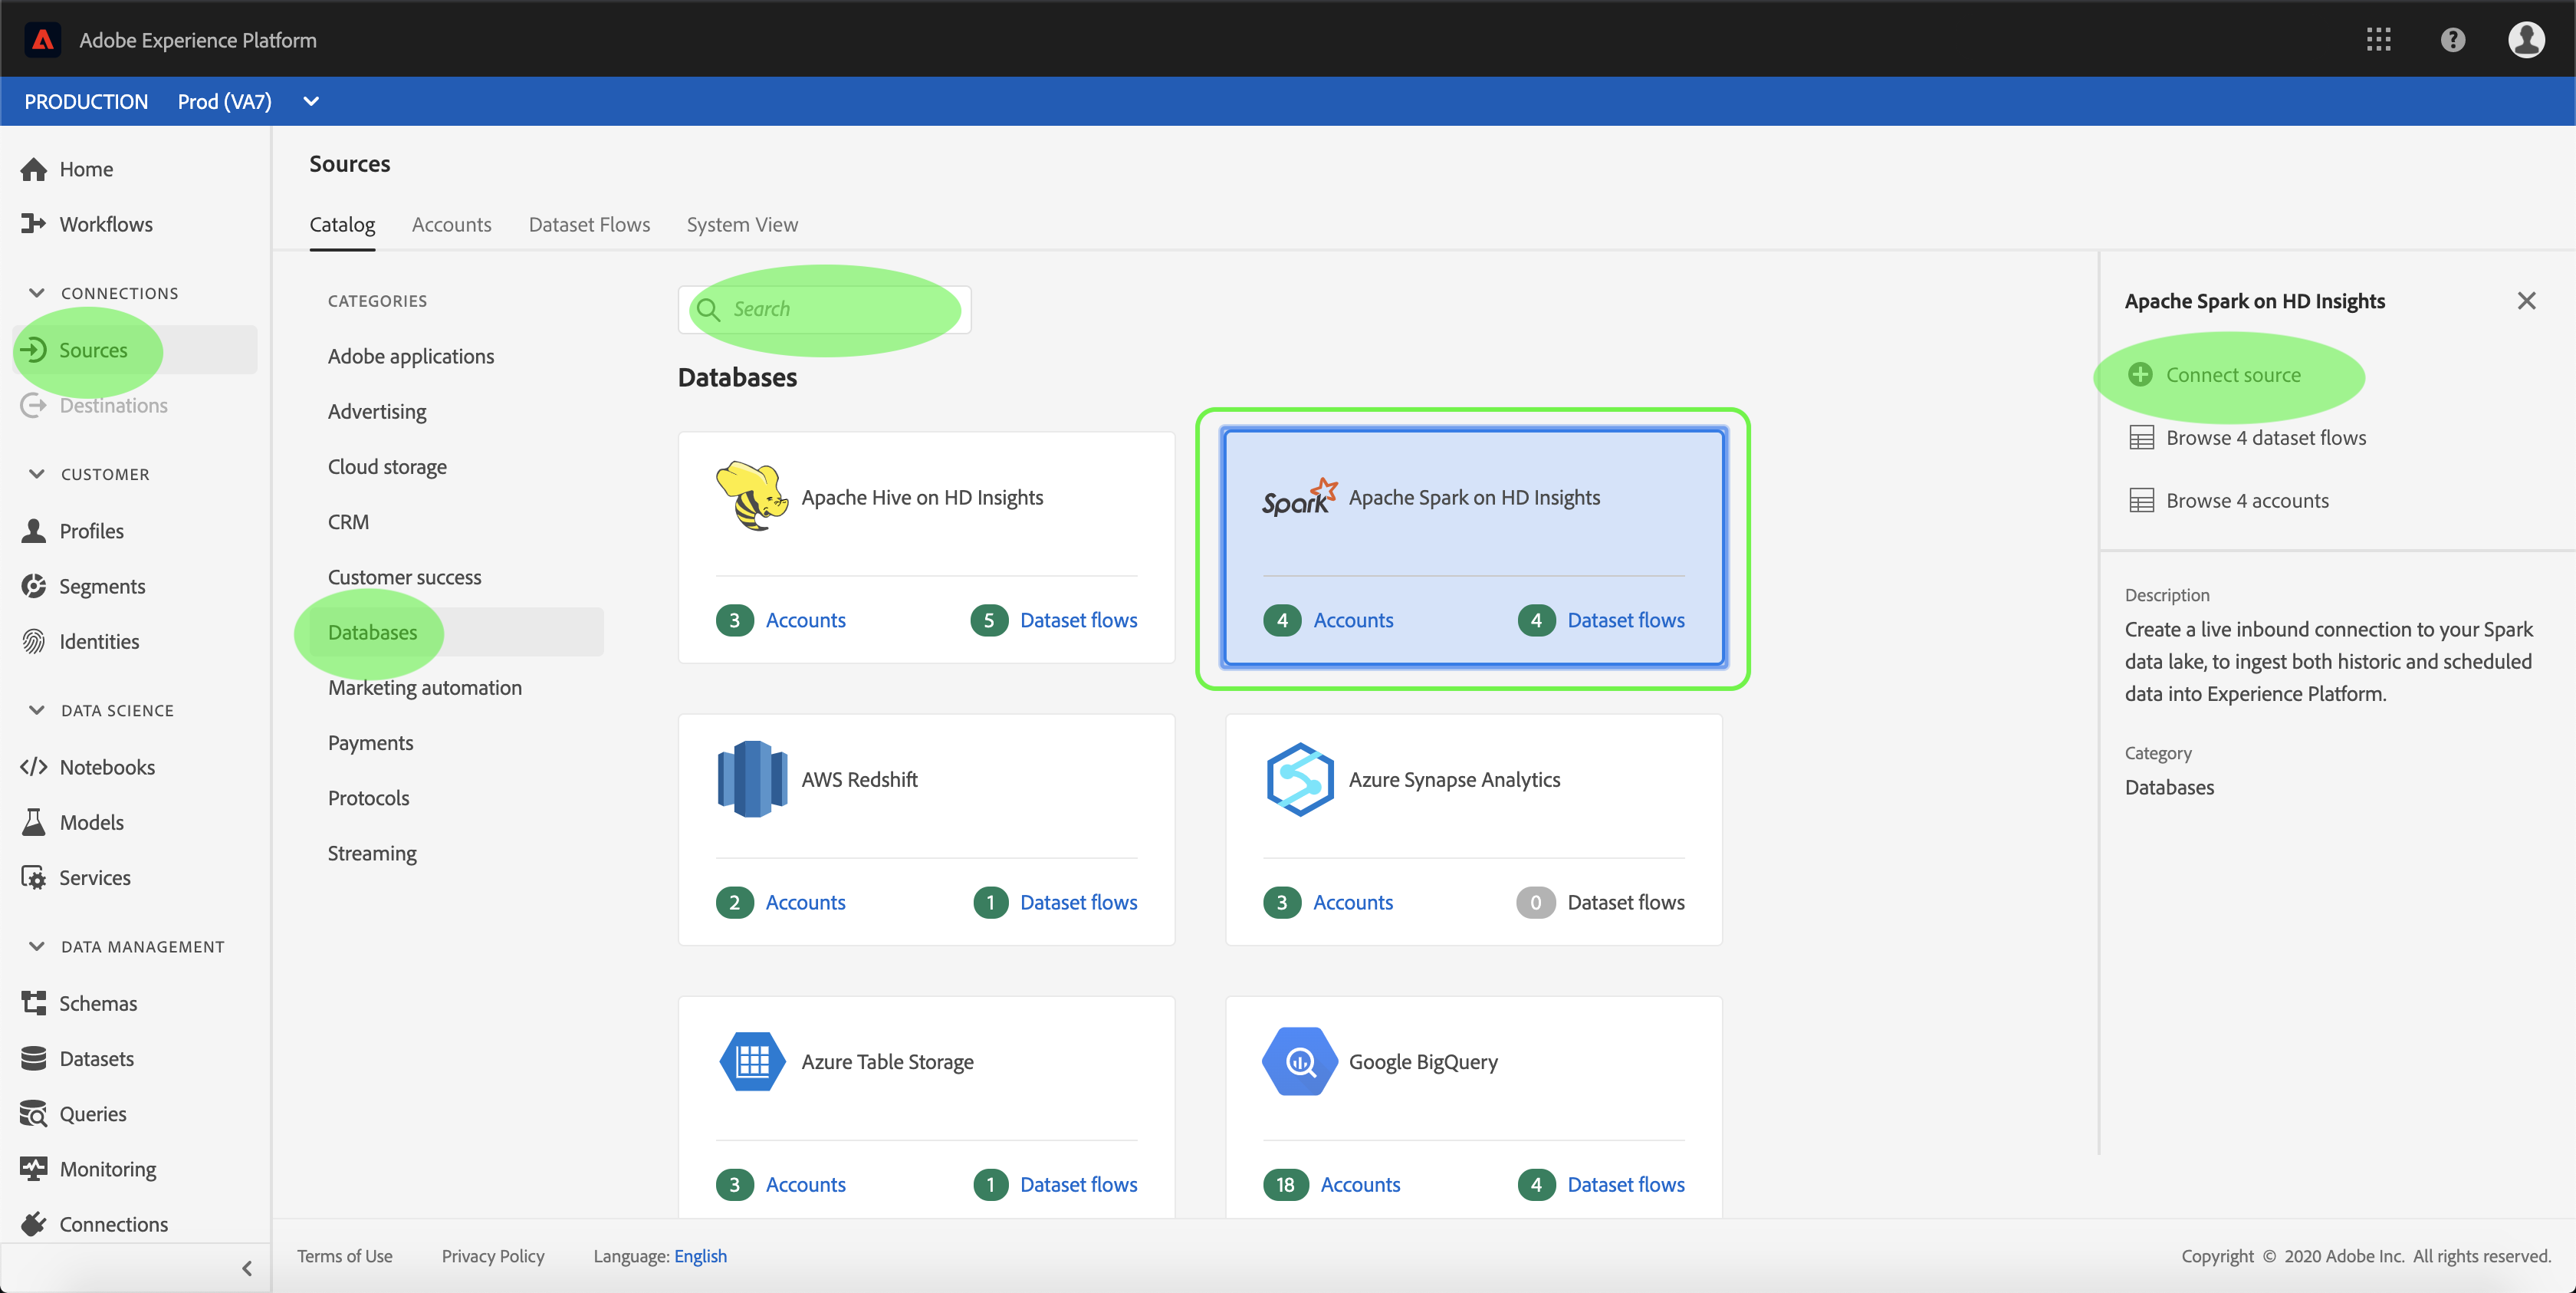 Adobe Experience Platform
PRODUCTION Prod (VA7)
Home
Workflows
CONNECTIONS
Sources
Destinations
CUSTOMER
Profiles
Segments
Identities
DATA SCIENCE
Notebooks
Models
Services
DATA MANAGEMENT
Schemas
Datasets
Queries
Monitoring
Connections
Sources
Catalog Accounts Dataset Flows System View
CATEGORIES
Adobe applications
Advertising
Cloud storage
CRM
Customer success
Databases
Marketing automation
Payments
Protocols
Streaming
Search
Databases
Apache Hive on HD Insights
3 Accounts 5 Dataset flows
Spark Apache Spark on HD Insights
4 Accounts 4 Dataset flows
AWS Redshift
2 Accounts 1 Dataset flows
Azure Synapse Analytics
3 Accounts 0 Dataset flows
Azure Table Storage
3 Accounts 1 Dataset flows
Google BigQuery
18 Accounts 4 Dataset flows
Apache Spark on HD Insights
Connect source
Browse 4 dataset flows
Browse 4 accounts
Description
Create a live inbound connection to your Spark
data lake, to ingest both historic and scheduled
data into Experience Platform.
Category
Databases
Terms of Use Privacy Policy Language: English Copyright © 2020 Adobe Inc. All rights reserved.